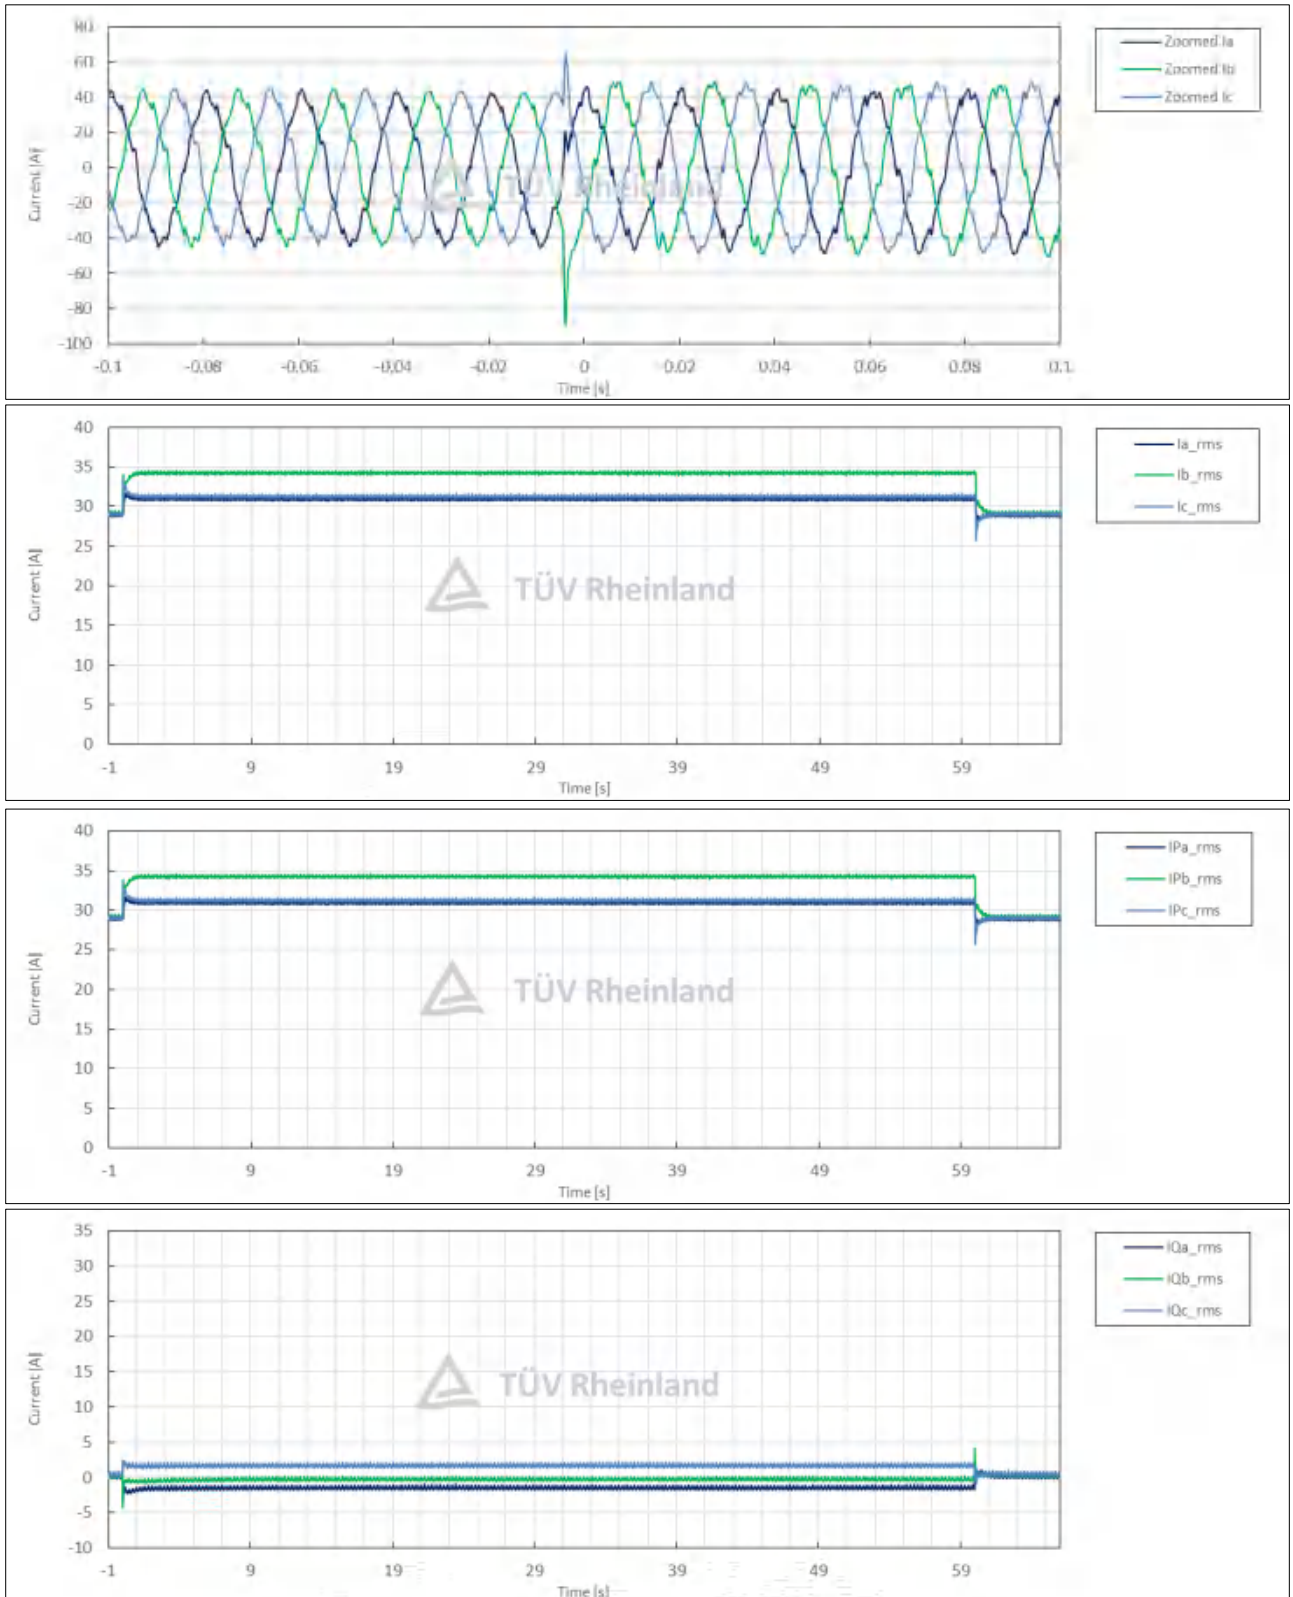 80
60
40
20
0
-20
-40
-60
-80
-100
Current [A]
-0.1 -0.08 -0.06 -0.04 -0.02 0 0.02 0.04 0.06 0.08 0.1
Time [s]
Zoomed Ia
Zoomed Ib
Zoomed Ic
TÜV Rheinland
40
35
30
25
20
15
10
5
0
Current [A]
-1 9 19 29 39 49 59
Time [s]
Ia_rms
Ib_rms
Ic_rms
TÜV Rheinland
40
35
30
25
20
15
10
5
0
Current [A]
-1 9 19 29 39 49 59
Time [s]
IPa_rms
IPb_rms
IPc_rms
TÜV Rheinland
35
30
25
20
15
10
5
0
-5
-10
Current [A]
-1 9 19 29 39 49 59
Time [s]
IQa_rms
IQb_rms
IQc_rms
TÜV Rheinland